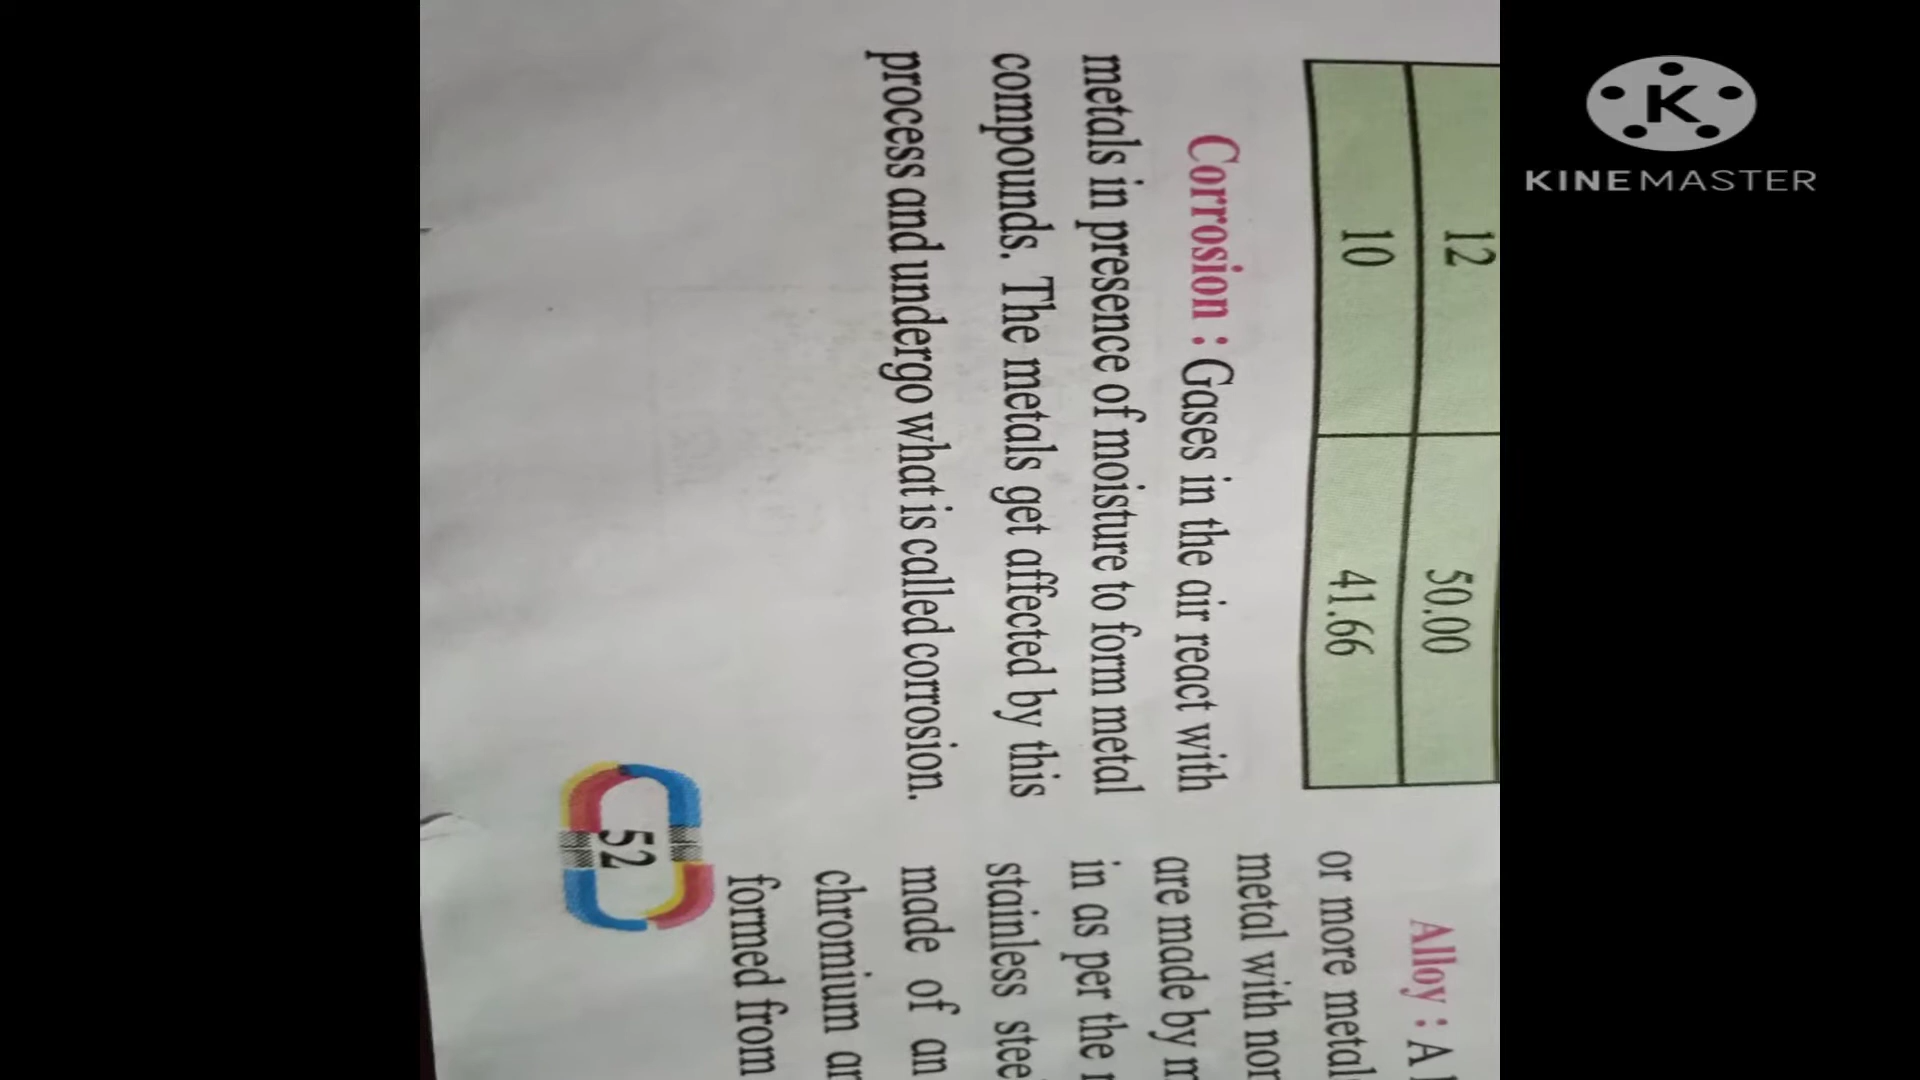 12 50.00
10 41.66
Corrosion : Gases in the air react with
metals in presence of moisture to form metal
compounds. The metals get affected by this
process and undergo what is called corrosion.
Alloy : A
or more metal
metal with
are made by
in as per the
stainless
made of an
chromium
formed from
52
KINEMASTER